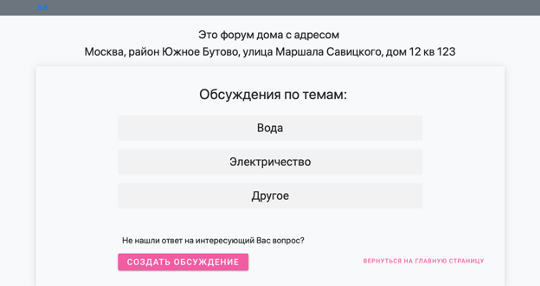 Это форум дома с адресом
Москва, район Южное Бутово, улица Маршала Савицкого, дом 12 кв 123
Обсуждения по темам:
Вода
Электричество
Другое
Не нашли ответ на интересующий Вас вопрос?
СОЗДАТЬ ОБСУЖДЕНИЕ
ВЕРНУТЬСЯ НА ГЛАВНУЮ СТРАНИЦУ